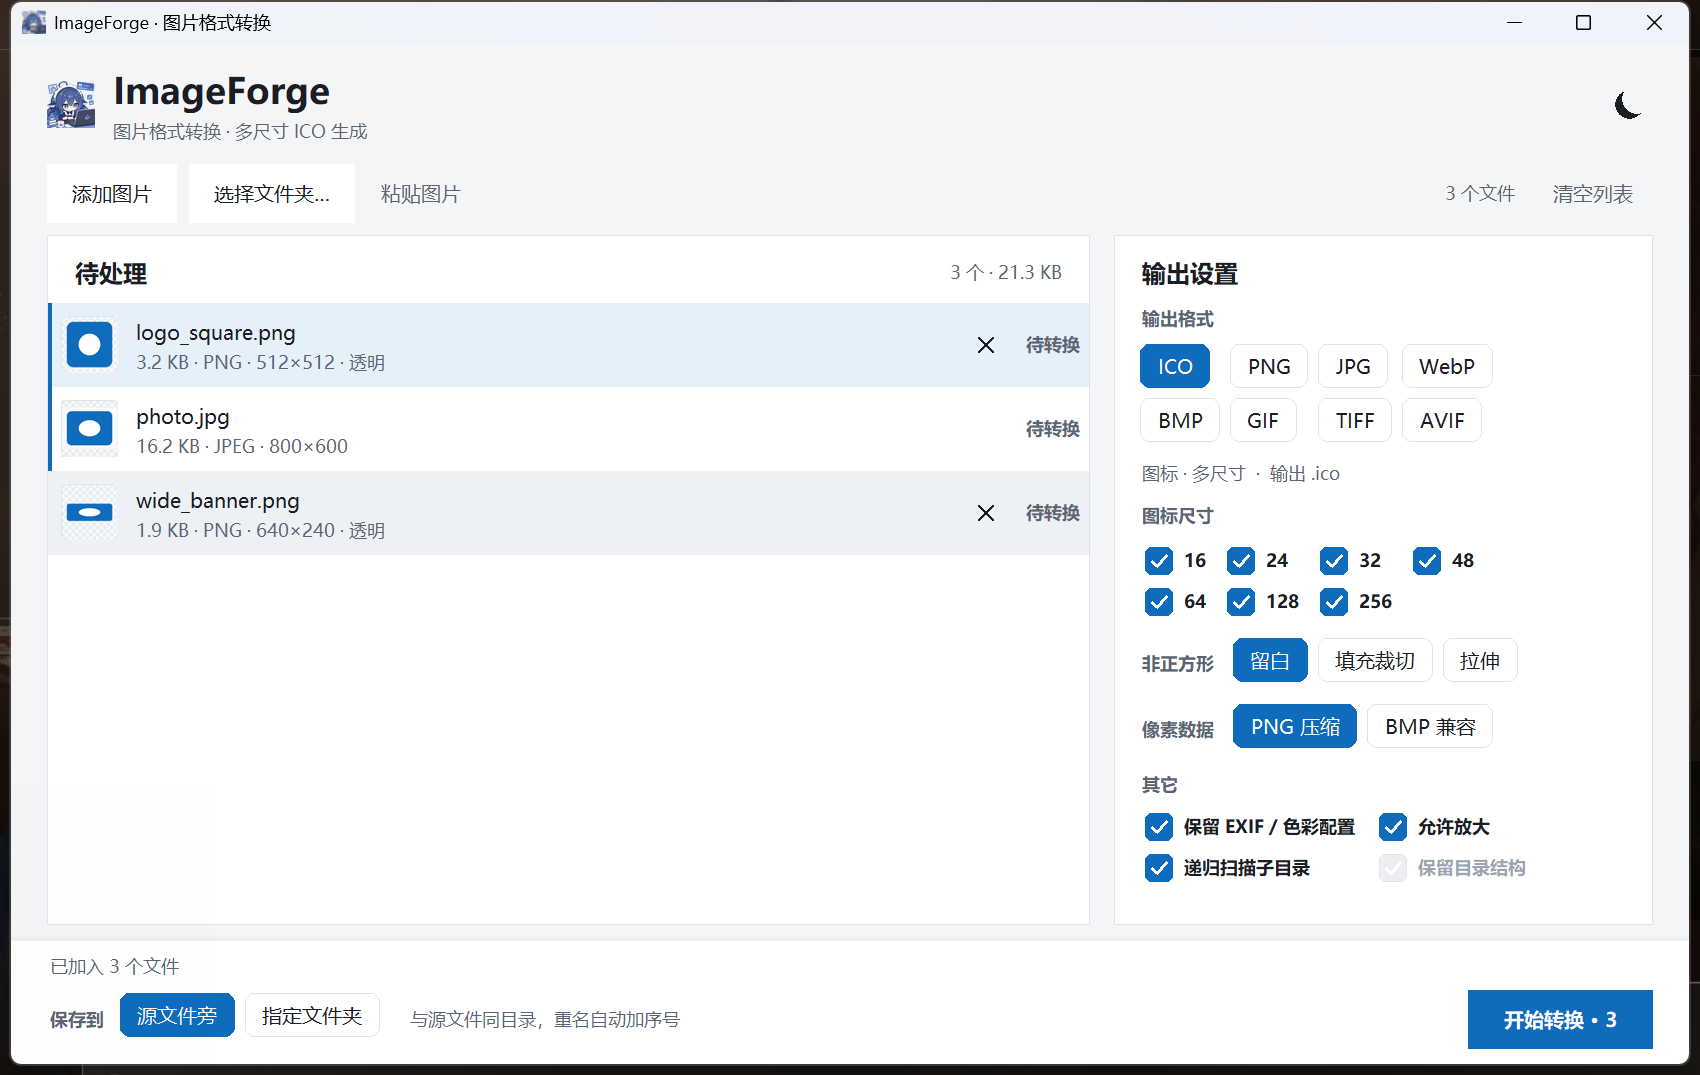 ImageForge · 图片格式转换
ImageForge
图片格式转换 · 多尺寸 ICO 生成
添加图片 选择文件夹... 粘贴图片 3 个文件 清空列表
待处理 3 个 · 21.3 KB
logo_square.png
3.2 KB · PNG · 512×512 · 透明
待转换
photo.jpg
16.2 KB · JPEG · 800×600
待转换
wide_banner.png
1.9 KB · PNG · 640×240 · 透明
待转换
输出设置
输出格式
ICO PNG JPG WebP
BMP GIF TIFF AVIF
图标 · 多尺寸 · 输出 .ico
图标尺寸
16 24 32 48
64 128 256
非正方形 留白 填充裁切 拉伸
像素数据 PNG 压缩 BMP 兼容
其它
保留 EXIF / 色彩配置 允许放大
递归扫描子目录 保留目录结构
已加入 3 个文件
保存到 源文件旁 指定文件夹 与源文件同目录，重名自动加序号
开始转换 • 3